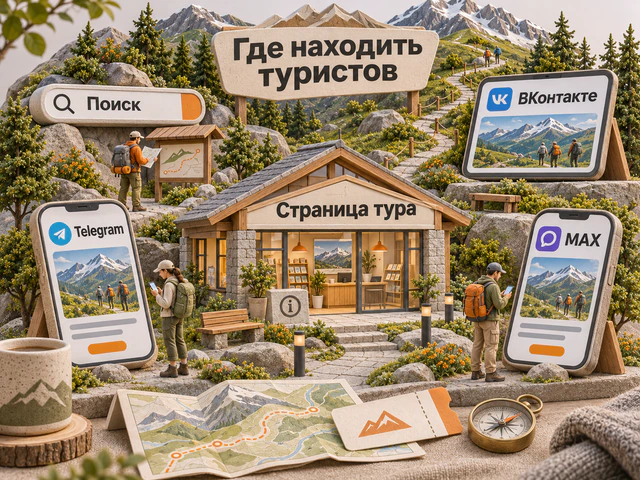 Где находить
туристов
Поиск
ВКонтакте
Страница тура
Telegram
MAX